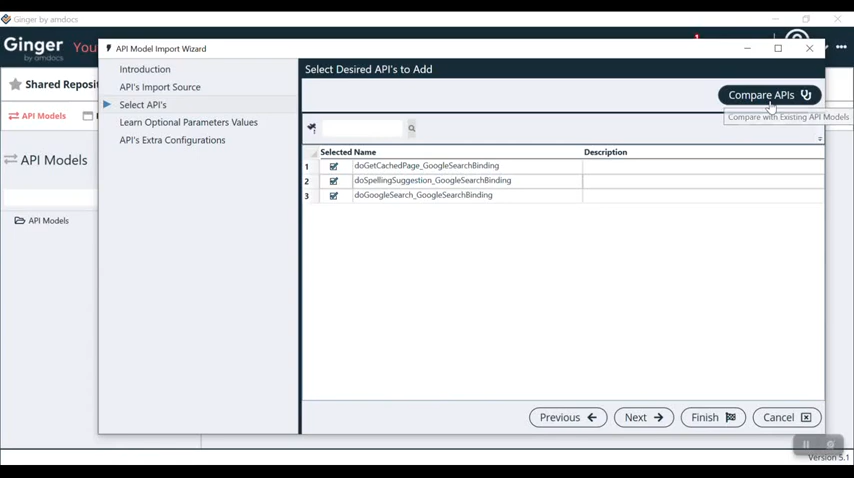 Ginger by amdocs
Ginger
by amdocs
You
API Model Import Wizard
Shared Reposit
API Models
API Models
API Models
Introduction
API's Import Source
Select API's
Learn Optional Parameters Values
API's Extra Configurations
Select Desired API's to Add
Compare APIs
Compare with Existing API Models
Selected Name Description
1 doGetCachedPage_GoogleSearchBinding
2 doSpellingSuggestion_GoogleSearchBinding
3 doGoogleSearch_GoogleSearchBinding
Previous
Next
Finish
Cancel
Version 5.1